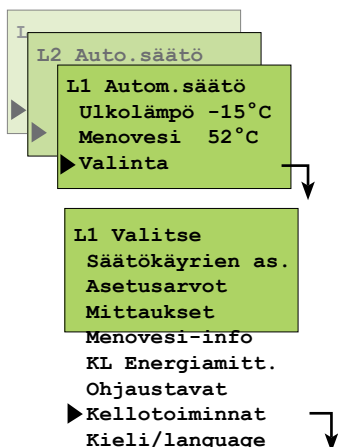 L
L2 Auto.säätö
L1 Autom.säätö
Ulkolämpö -15°C
Menovesi 52°C
Valinta
L1 Valitse
Säätökäyrien as.
Asetusarvot
Mittaukset
Menovesi-info
KL Energiamitt.
Ohjaustavat
Kellotoiminnat
Kieli/language